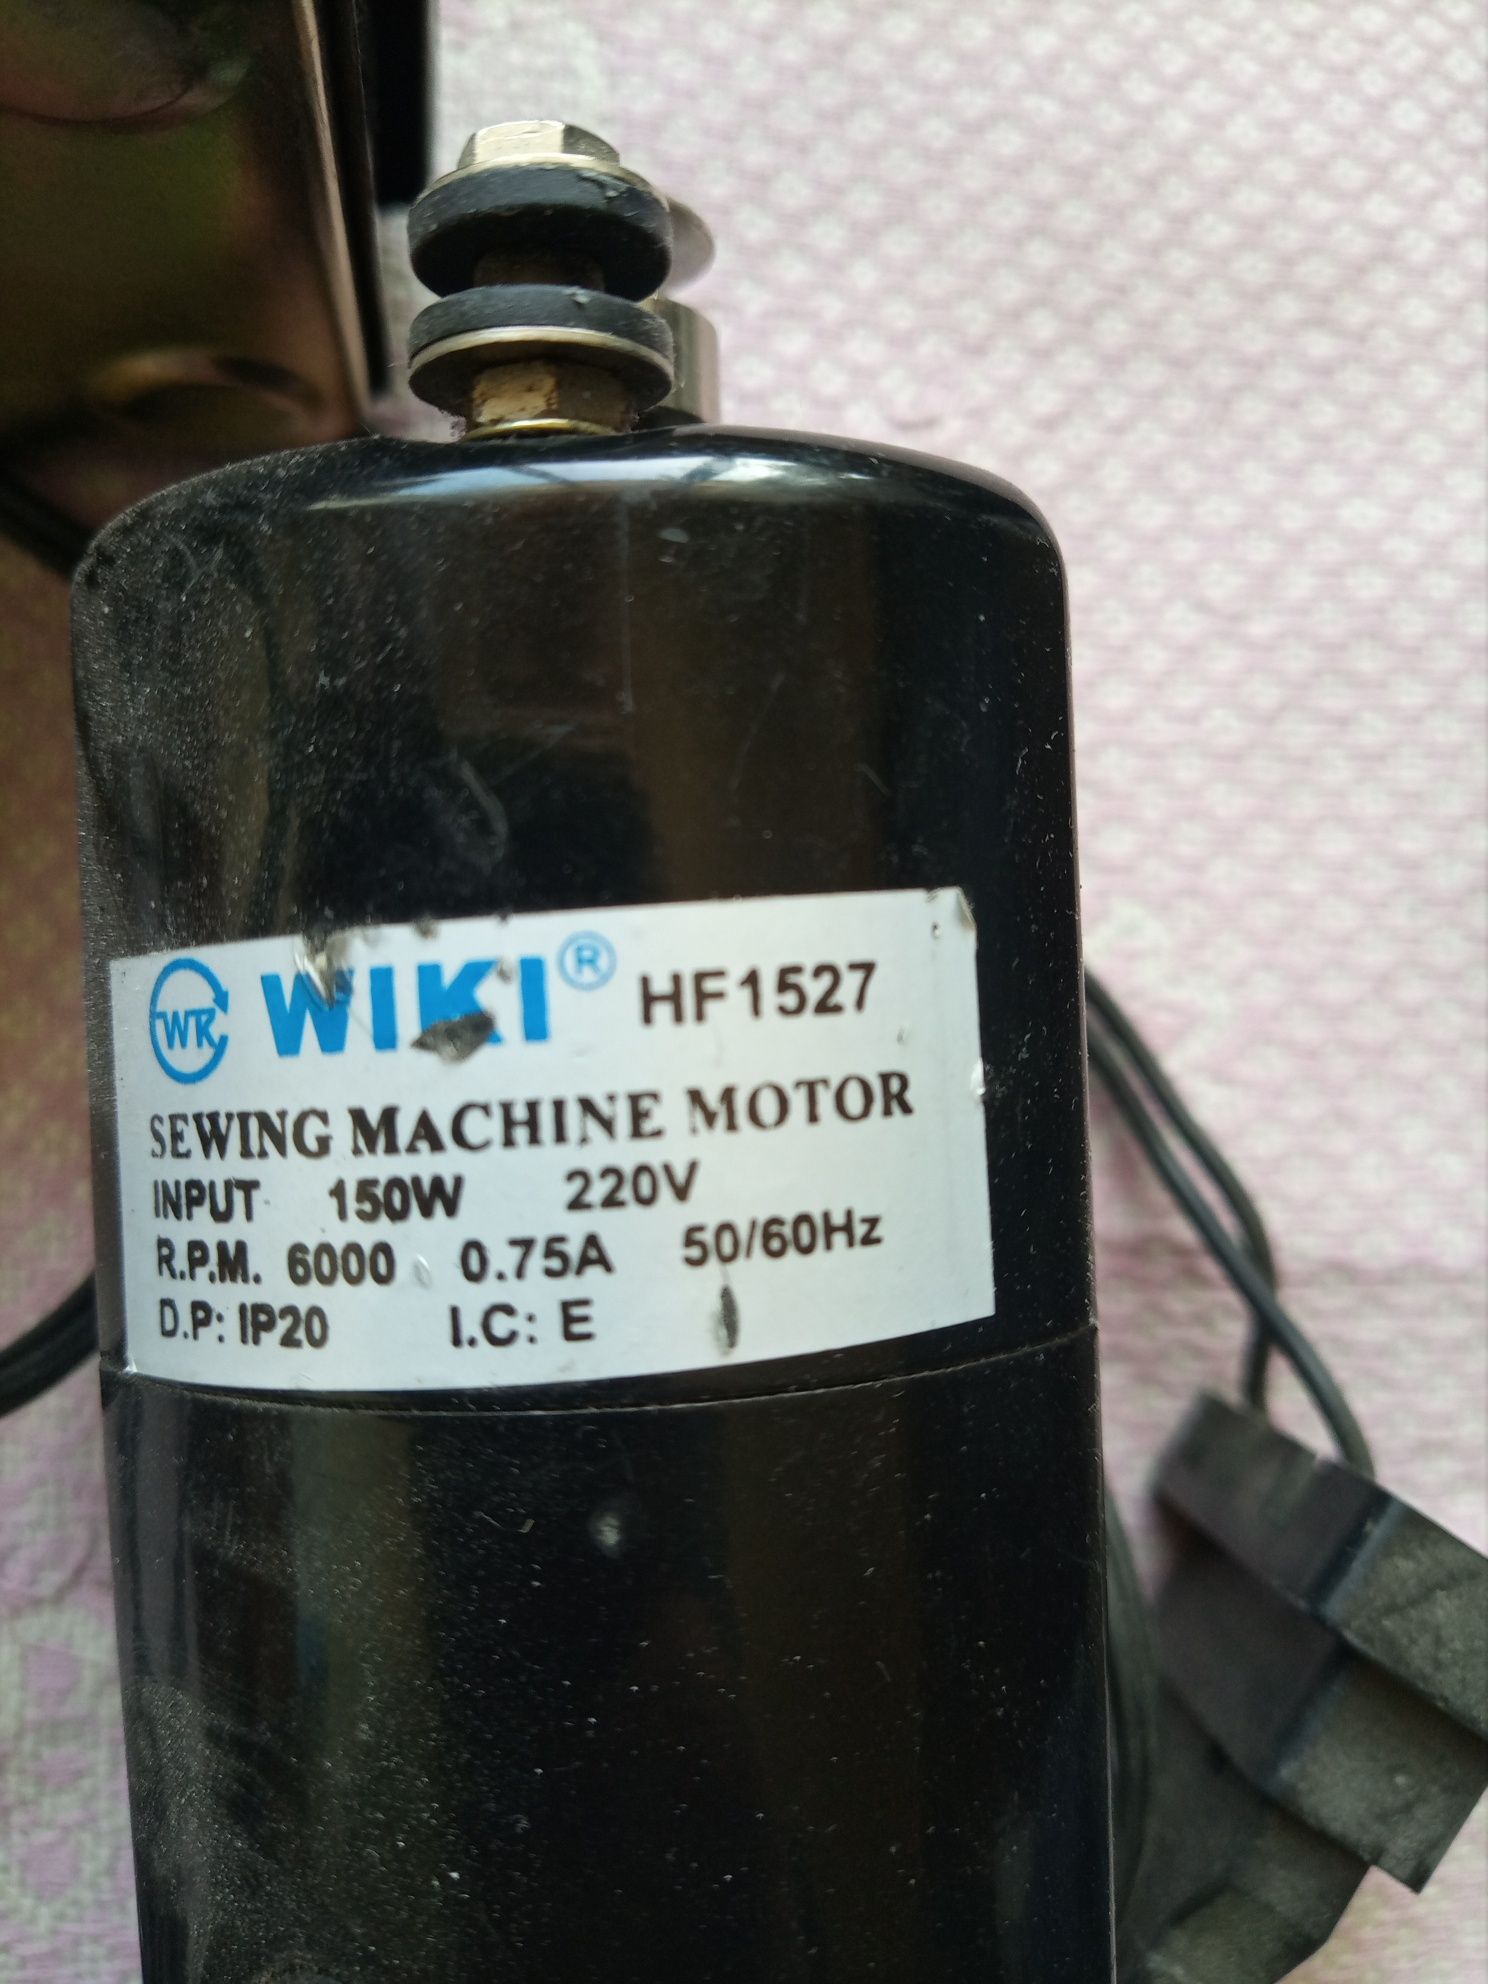 WR WIKI® HF1527
SEWING MACHINE MOTOR
INPUT 150W 220V
R.P.M. 6000 0.75A 50/60Hz
D.P: IP20 I.C: E